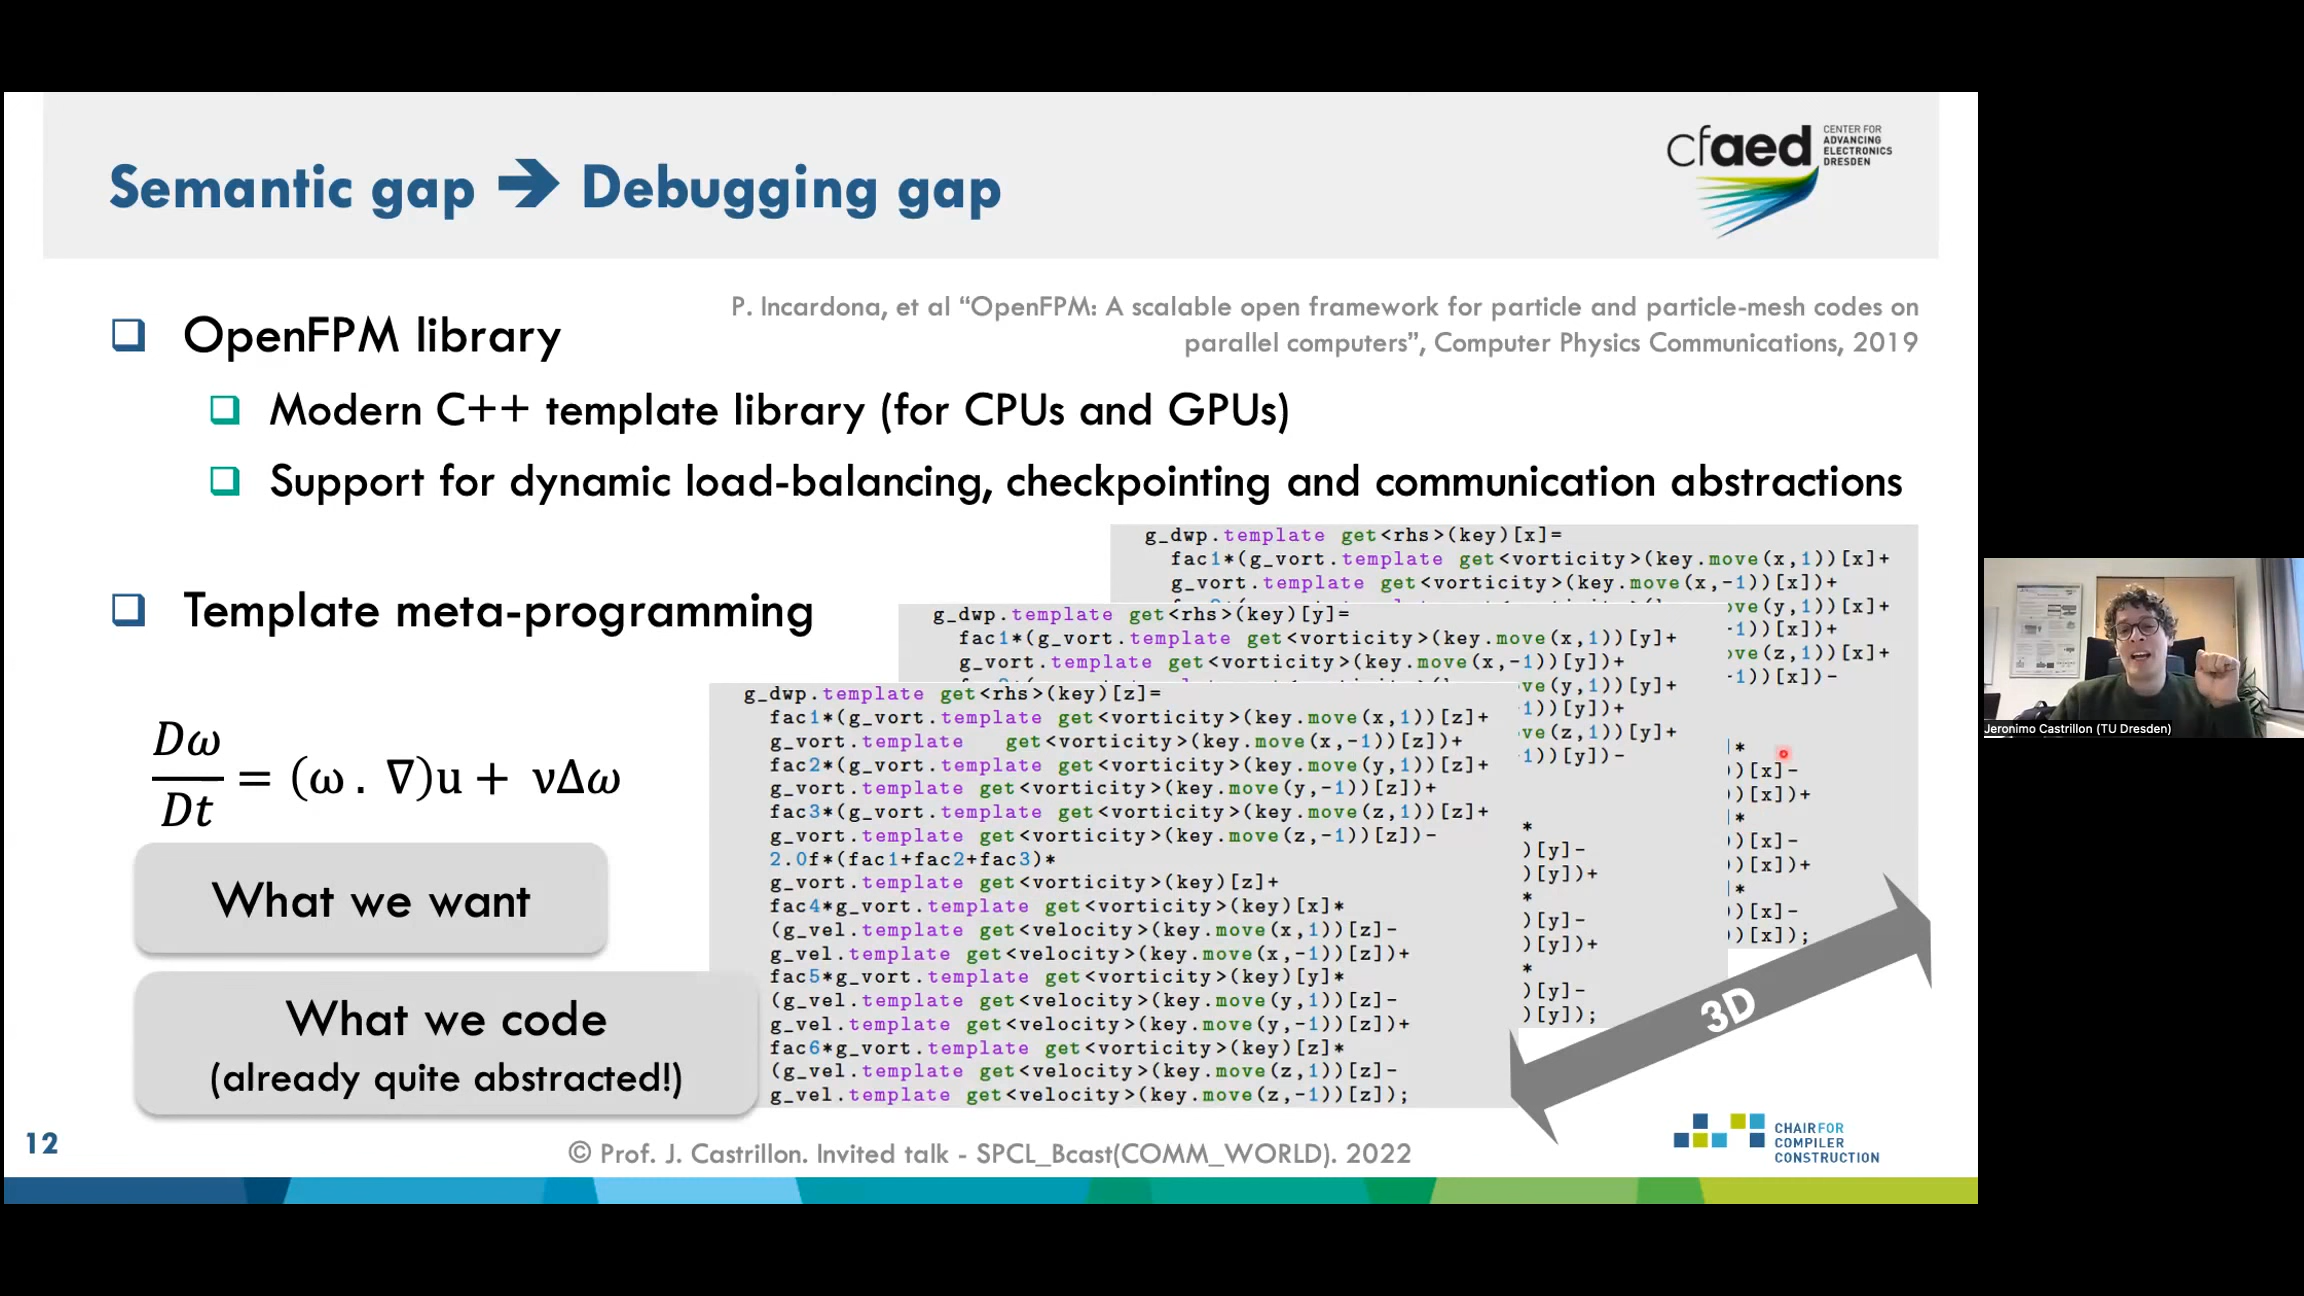 Semantic gap ➔ Debugging gap
cfaed
CENTER FOR
ADVANCING
ELECTRONICS
DRESDEN
P. Incardona, et al “OpenFPM: A scalable open framework for particle and particle-mesh codes on
parallel computers”, Computer Physics Communications, 2019
OpenFPM library
Modern C++ template library (for CPUs and GPUs)
Support for dynamic load-balancing, checkpointing and communication abstractions
Template meta-programming
Dω/Dt = (ω . ∇)u + νΔω
What we want
What we code
(already quite abstracted!)
g_dwp.template get<rhs>(key)[x]=
fac1*(g_vort.template get<vorticity>(key.move(x,1))[x]+
g_vort.template get<vorticity>(key.move(x,-1))[x])+
ve(y,1))[x]+
-1))[x])+
ve(z,1))[x]+
-1))[x])-
*
)[x]-
)[x])+
*
)[x]-
)[x])+
*
)[x]-
)[x]);
g_dwp.template get<rhs>(key)[y]=
fac1*(g_vort.template get<vorticity>(key.move(x,1))[y]+
g_vort.template get<vorticity>(key.move(x,-1))[y])+
ve(y,1))[y]+
1))[y])+
ve(z,1))[y]+
1))[y])-
*
)[y]-
)[y])+
*
)[y]-
)[y])+
*
)[y]-
)[y]);
g_dwp.template get<rhs>(key)[z]=
fac1*(g_vort.template get<vorticity>(key.move(x,1))[z]+
g_vort.template get<vorticity>(key.move(x,-1))[z])+
fac2*(g_vort.template get<vorticity>(key.move(y,1))[z]+
g_vort.template get<vorticity>(key.move(y,-1))[z])+
fac3*(g_vort.template get<vorticity>(key.move(z,1))[z]+
g_vort.template get<vorticity>(key.move(z,-1))[z])-
2.0f*(fac1+fac2+fac3)*
g_vort.template get<vorticity>(key)[z]+
fac4*g_vort.template get<vorticity>(key)[x]*
(g_vel.template get<velocity>(key.move(x,1))[z]-
g_vel.template get<velocity>(key.move(x,-1))[z])+
fac5*g_vort.template get<vorticity>(key)[y]*
(g_vel.template get<velocity>(key.move(y,1))[z]-
g_vel.template get<velocity>(key.move(y,-1))[z])+
fac6*g_vort.template get<vorticity>(key)[z]*
(g_vel.template get<velocity>(key.move(z,1))[z]-
g_vel.template get<velocity>(key.move(z,-1))[z]);
3D
Jeronimo Castrillon (TU Dresden)
12
© Prof. J. Castrillon. Invited talk - SPCL_Bcast(COMM_WORLD). 2022
CHAIR FOR
COMPILER
CONSTRUCTION